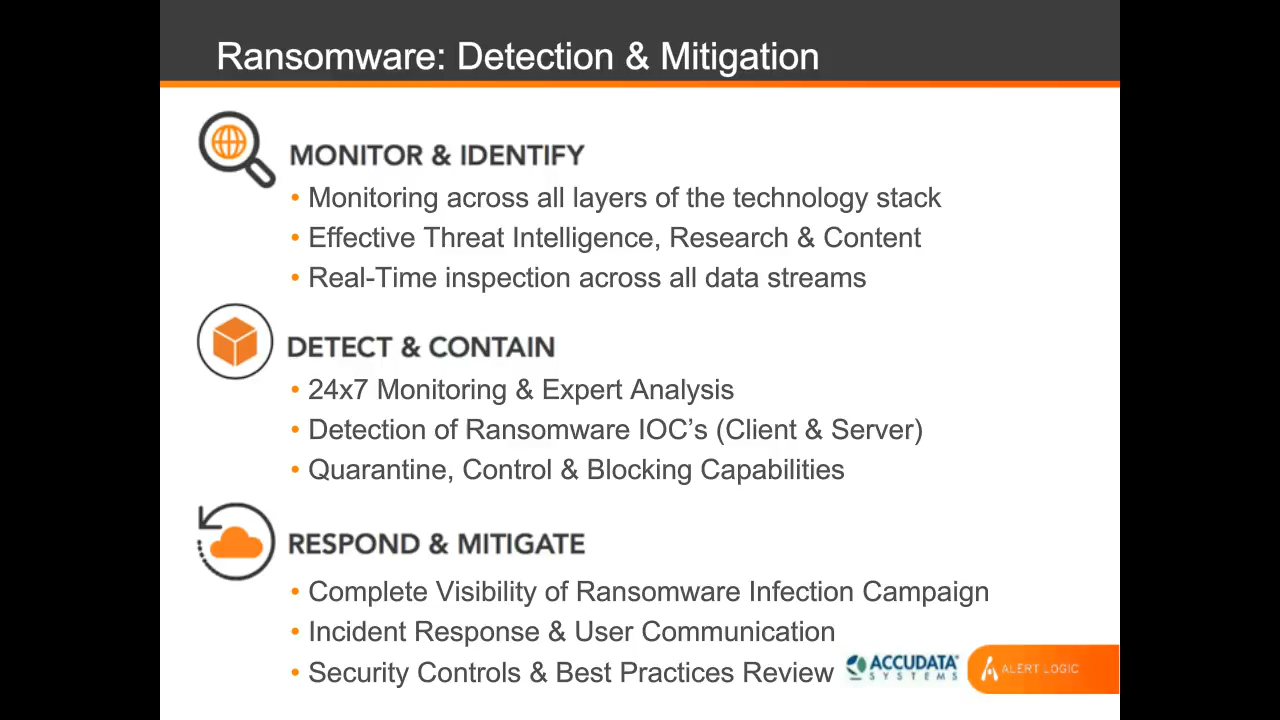 Ransomware: Detection & Mitigation
MONITOR & IDENTIFY
• Monitoring across all layers of the technology stack
• Effective Threat Intelligence, Research & Content
• Real-Time inspection across all data streams
DETECT & CONTAIN
• 24x7 Monitoring & Expert Analysis
• Detection of Ransomware IOC’s (Client & Server)
• Quarantine, Control & Blocking Capabilities
RESPOND & MITIGATE
• Complete Visibility of Ransomware Infection Campaign
• Incident Response & User Communication
• Security Controls & Best Practices Review
ACCUDATA
SYSTEMS
ALERT LOGIC